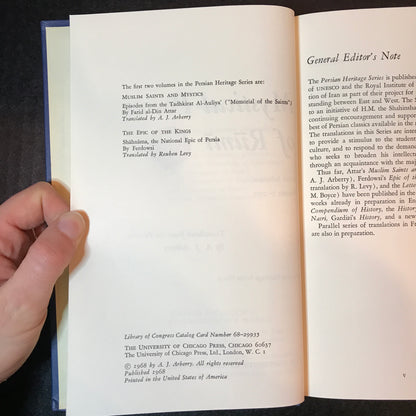 The first two volumes in the Persian Heritage Series are:
MUSLIM SAINTS AND MYSTICS
Episodes from the Tadhkirat Al-Auliya' ("Memorial of the Saints")
By Farid al-Din Attar
Translated by A. J. Arberry
THE EPIC OF THE KINGS
Shahnáma, the National Epic of Persia
By Ferdowsi
Translated by Reuben Levy
Library of Congress Catalog Card Number 68-29933
THE UNIVERSITY OF CHICAGO PRESS, CHICAGO 60637
The University of Chicago Press, Ltd., London, W. C. 1
© 1968 by A. J. Arberry. All rights reserved
Published 1968
Printed in the United States of America
General Editor's Note
The Persian Heritage Series is published
of UNESCO and the Royal Institute of
tion of Iran as part of their project for
standing between East and West. The
to the initiative of H.I.M. the Shahinsha
continuing encouragement and support
best of Persian classics available in the
The translations in this Series are
to provide a stimulus to the student
culture, and to respond to the demand
who seeks to broaden his intellec
through an acquaintance with the major
Thus far, Attar's Muslim Saints an
A. J. Arberry), Ferdowsi's Epic of
translation by R. Levy), and the Lette
M. Boyce) have been published in the
works already in preparation in Eng
Compendium of History, the Histor
Nasri, Gardizi's History, and a new
Parallel series of translations in F
are also in preparation.
v